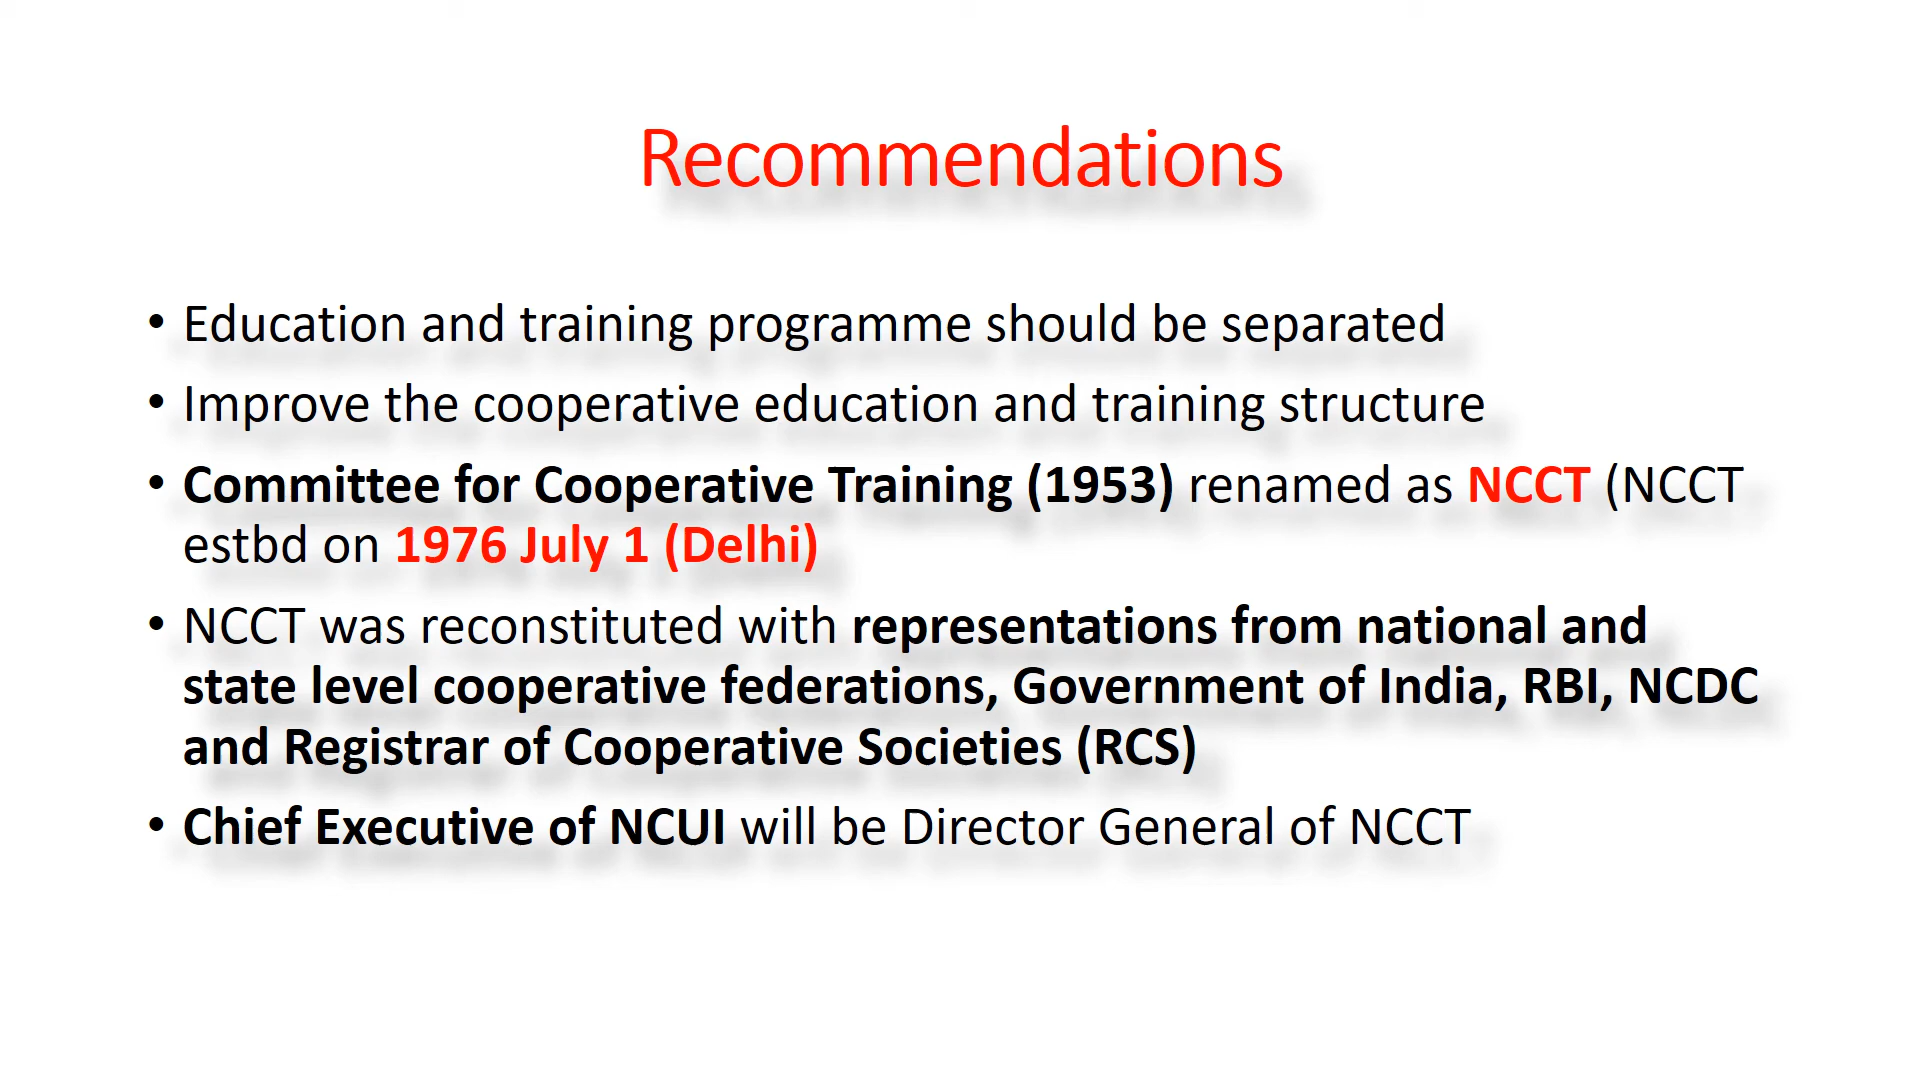 Recommendations
• Education and training programme should be separated
• Improve the cooperative education and training structure
• Committee for Cooperative Training (1953) renamed as NCCT (NCCT
estbd on 1976 July 1 (Delhi)
• NCCT was reconstituted with representations from national and
state level cooperative federations, Government of India, RBI, NCDC
and Registrar of Cooperative Societies (RCS)
• Chief Executive of NCUI will be Director General of NCCT